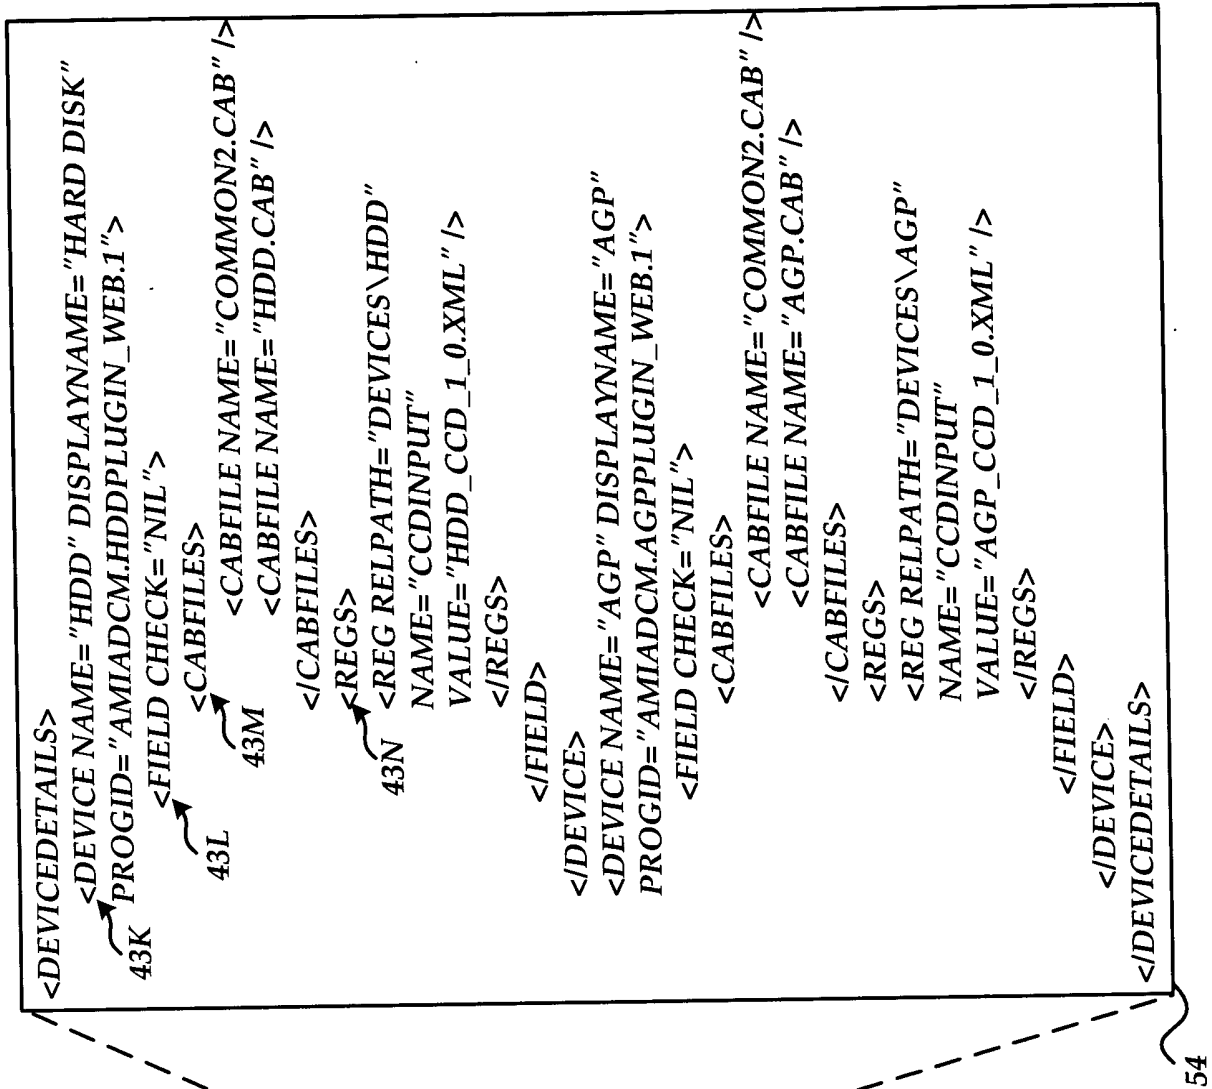 <DEVICEDETAILS>
<DEVICE NAME="HDD" DISPLAYNAME="HARD DISK"
PROGID="AMIADCM.HDDPLUGIN_WEB.1">
<FIELD CHECK="NIL">
<CABFILES>
<CABFILE NAME="COMMON2.CAB" />
<CABFILE NAME="HDD.CAB" />
</CABFILES>
<REGS>
<REG RELPATH="DEVICES\HDD"
NAME="CCDINPUT"
VALUE="HDD_CCD_1_0.XML" />
</REGS>
</FIELD>
</DEVICE>
<DEVICE NAME="AGP" DISPLAYNAME="AGP"
PROGID="AMIADCM.AGPPLUGIN_WEB.1">
<FIELD CHECK="NIL">
<CABFILES>
<CABFILE NAME="COMMON2.CAB" />
<CABFILE NAME="AGP.CAB" />
</CABFILES>
<REGS>
<REG RELPATH="DEVICES\AGP"
NAME="CCDINPUT"
VALUE="AGP_CCD_1_0.XML" />
</REGS>
</FIELD>
</DEVICE>
</DEVICEDETAILS>
43K
43L
43M
43N
54